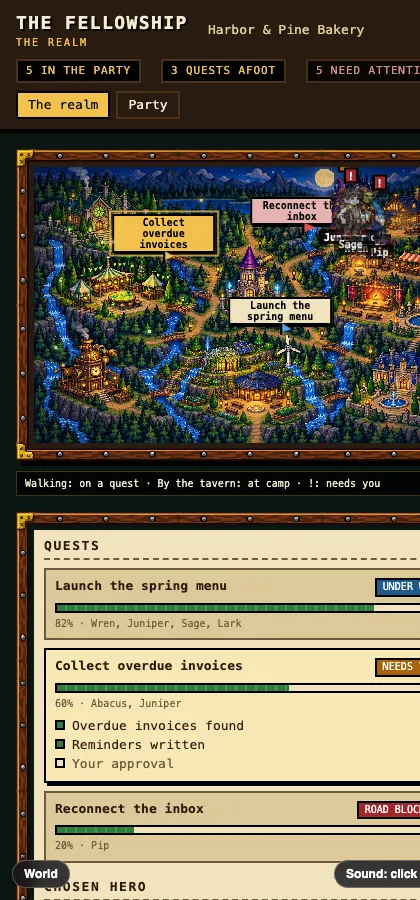 THE FELLOWSHIP
THE REALM
Harbor & Pine Bakery
5 IN THE PARTY
3 QUESTS AFOOT
5 NEED ATTENTI
The realm
Party
Collect
overdue
invoices
Reconnect th
inbox
!
!
Sage
Launch the
spring menu
Walking: on a quest · By the tavern: at camp · !: needs you
QUESTS
Launch the spring menu
UNDER W
82% · Wren, Juniper, Sage, Lark
Collect overdue invoices
NEEDS Y
60% · Abacus, Juniper
Overdue invoices found
Reminders written
Your approval
Reconnect the inbox
ROAD BLOC
20% · Pip
CHOSEN HERO
World
Sound: click